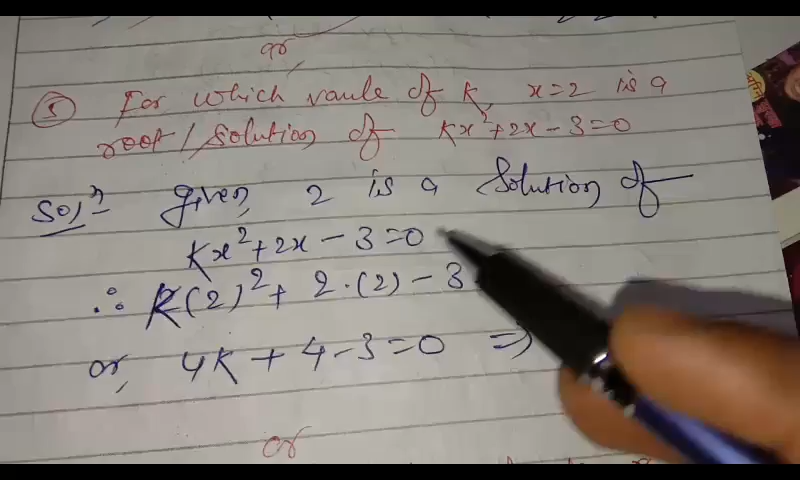 or,
⑤ For which vaule of K, x=2 is a
root/solution of Kx²+2x-3=0
Solⁿ Given, 2 is a Solution of
Kx²+2x-3=0
∴ K(2)²+2·(2)-3
or, 4K+4-3=0 ⇒
or